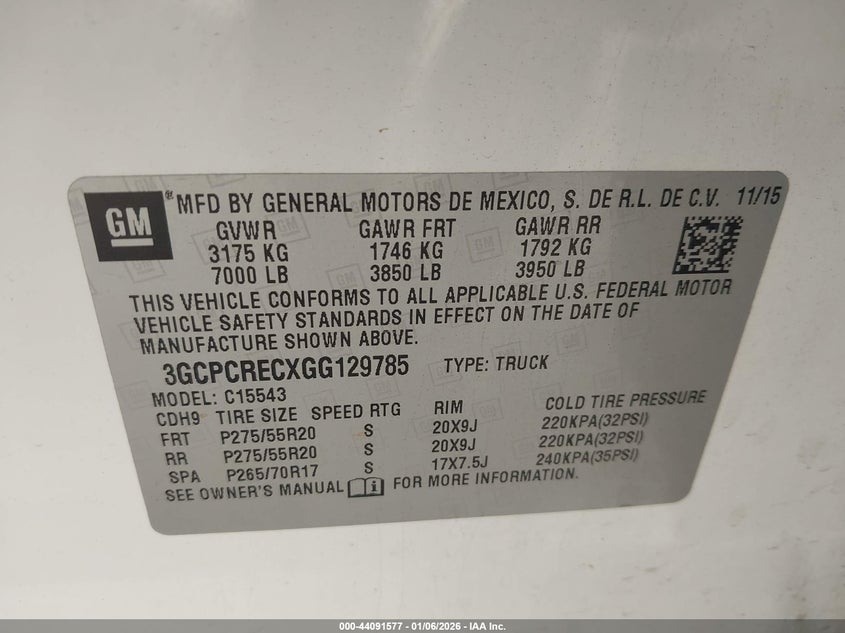 GM ® MFD BY GENERAL MOTORS DE MEXICO, S. DE R.L. DE C.V. 11/15
GVWR GAWR FRT GAWR RR
3175 KG 1746 KG 1792 KG
7000 LB 3850 LB 3950 LB
THIS VEHICLE CONFORMS TO ALL APPLICABLE U.S. FEDERAL MOTOR
VEHICLE SAFETY STANDARDS IN EFFECT ON THE DATE OF
MANUFACTURE SHOWN ABOVE.
3GCPCRECXGG129785 TYPE: TRUCK
MODEL: C15543
CDH9 TIRE SIZE SPEED RTG RIM COLD TIRE PRESSURE
FRT P275/55R20 S 20X9J 220KPA(32PSI)
RR P275/55R20 S 20X9J 220KPA(32PSI)
SPA P265/70R17 S 17X7.5J 240KPA(35PSI)
SEE OWNER'S MANUAL FOR MORE INFORMATION.
000-44091577 - 01/06/2026 - IAA Inc.